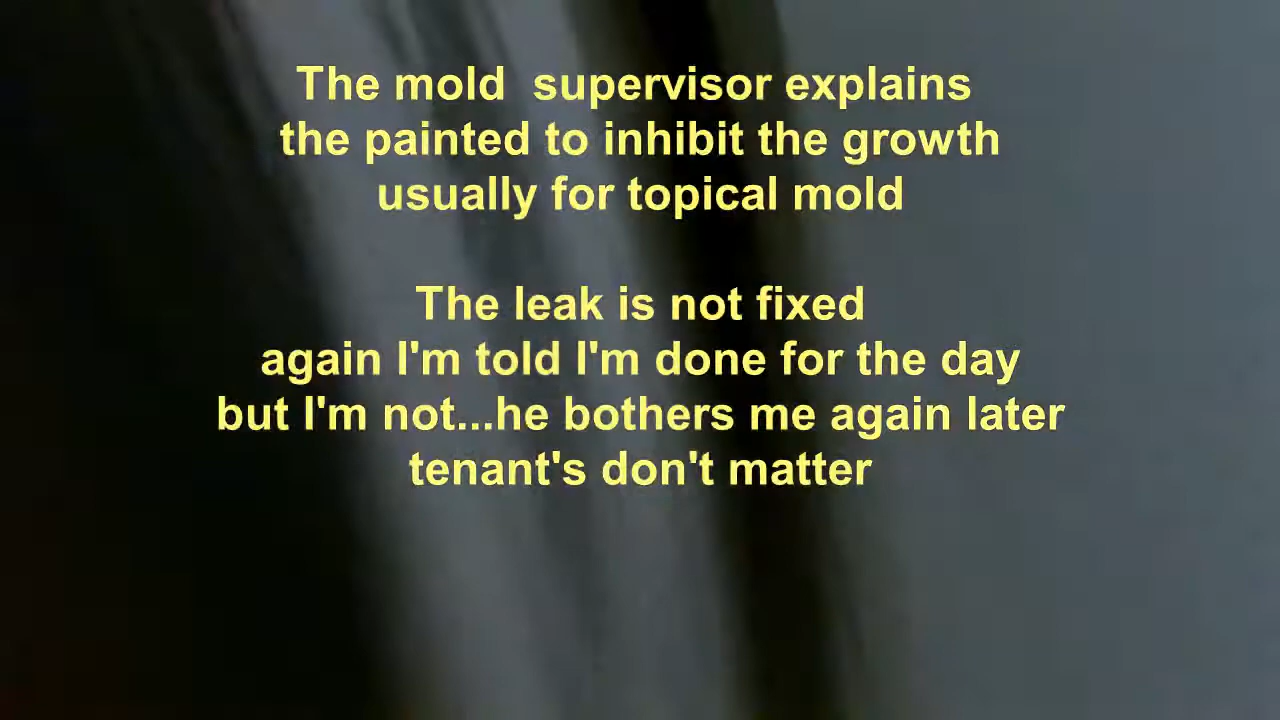 The mold  supervisor explains
the painted to inhibit the growth
usually for topical mold
The leak is not fixed
again I'm told I'm done for the day
but I'm not...he bothers me again later
tenant's don't matter